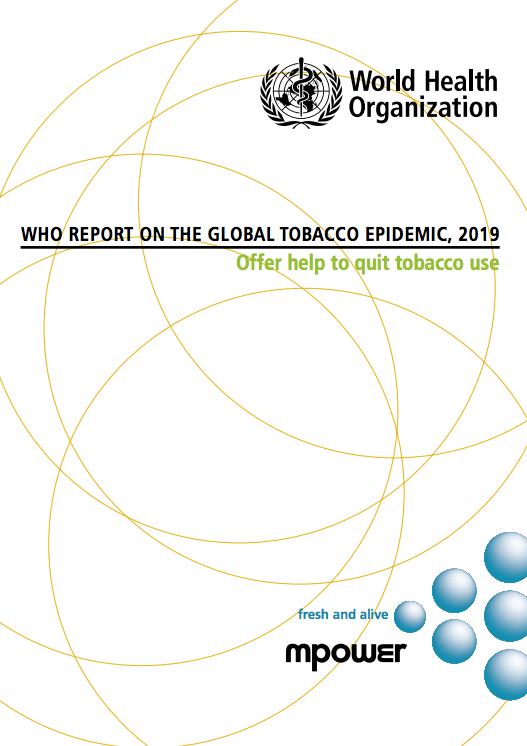 World Health
Organization
WHO REPORT ON THE GLOBAL TOBACCO EPIDEMIC, 2019
Offer help to quit tobacco use
fresh and alive
mpower